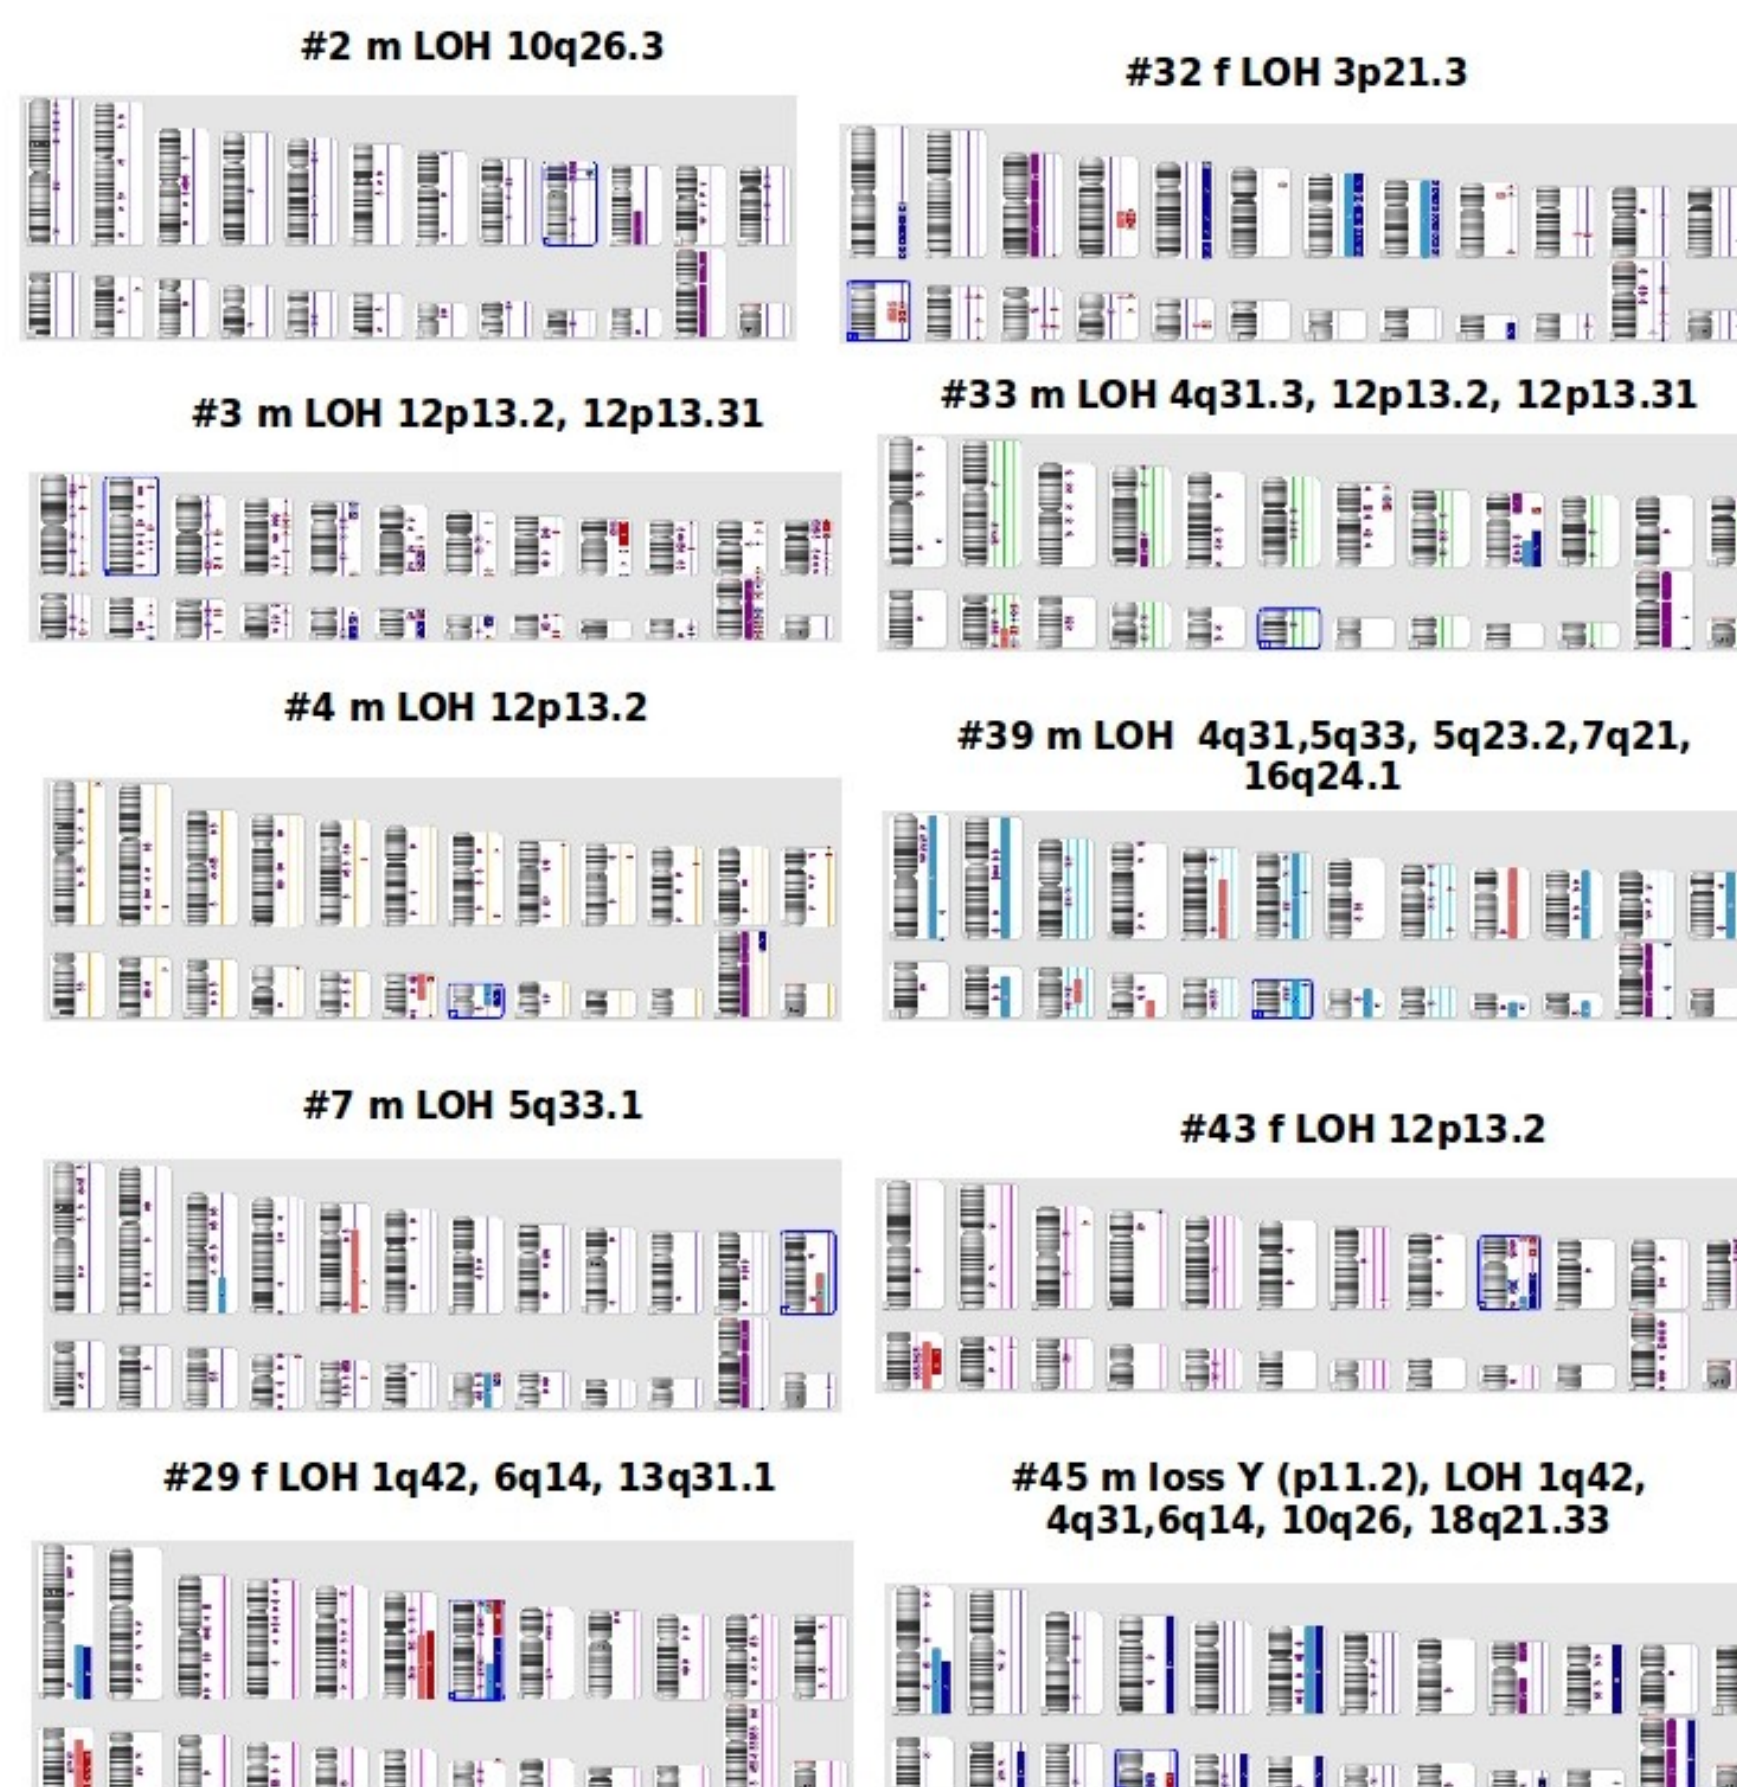 #2 m LOH 10q26.3
#32 f LOH 3p21.3
#3 m LOH 12p13.2, 12p13.31
#33 m LOH 4q31.3, 12p13.2, 12p13.31
#4 m LOH 12p13.2
#39 m LOH 4q31,5q33, 5q23.2,7q21,
16q24.1
#7 m LOH 5q33.1
#43 f LOH 12p13.2
#29 f LOH 1q42, 6q14, 13q31.1
#45 m loss Y (p11.2), LOH 1q42,
4q31,6q14, 10q26, 18q21.33